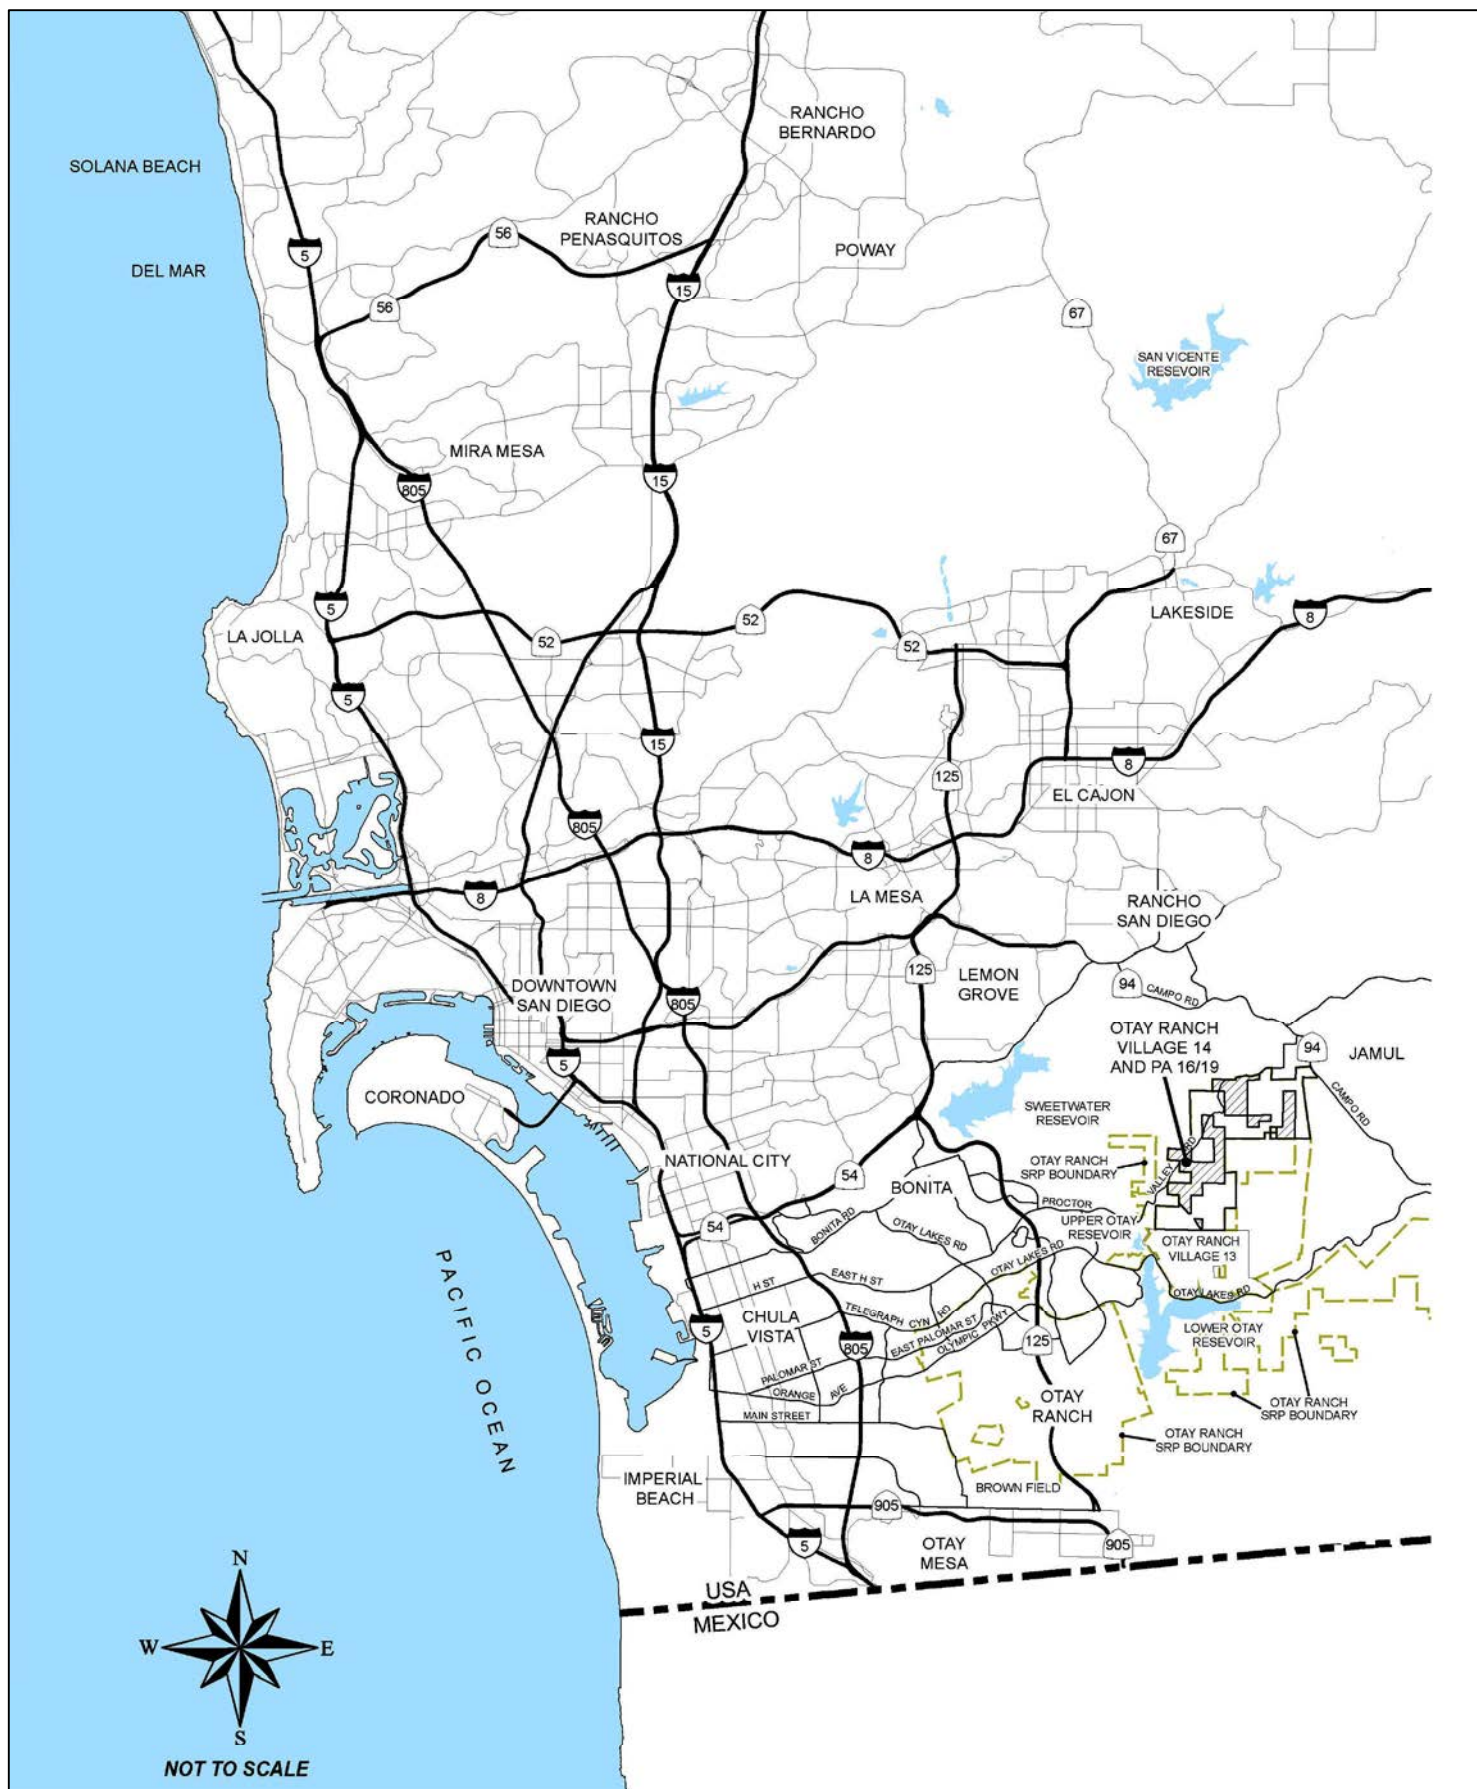 RANCHO
BERNARDO
SOLANA BEACH
RANCHO
PENASQUITOS
56
5
POWAY
DEL MAR
15
56
67
SAN VICENTE
RESEVOIR
MIRA MESA
15
805
67
5
LAKESIDE
8
52
LA JOLLA
52
52
5
15
8
125
EL CAJON
805
8
8
LA MESA
RANCHO
SAN DIEGO
125
LEMON
GROVE
94
CAMPO RD
DOWNTOWN
SAN DIEGO
805
OTAY RANCH
VILLAGE 14
AND PA 16/19
94
JAMUL
5
CORONADO
CAMPO RD
SWEETWATER
RESEVOIR
NATIONAL CITY
OTAY RANCH
SRP BOUNDARY
VALLEY RD
54
BONITA
PROCTOR
54
BONITA RD
OTAY LAKES RD
UPPER OTAY
RESEVOIR
OTAY RANCH
VILLAGE 13
OTAY LAKES RD
H ST
EAST H ST
OTAY LAKES RD
PACIFIC OCEAN
TELEGRAPH CYN RD
CHULA
VISTA
5
805
EAST PALOMAR ST
OLYMPIC PKWY
125
LOWER OTAY
RESEVOIR
PALOMAR ST
ORANGE AVE
MAIN STREET
OTAY
RANCH
OTAY RANCH
SRP BOUNDARY
OTAY RANCH
SRP BOUNDARY
IMPERIAL
BEACH
BROWN FIELD
905
5
OTAY
MESA
905
USA
MEXICO
N
W
E
S
NOT TO SCALE